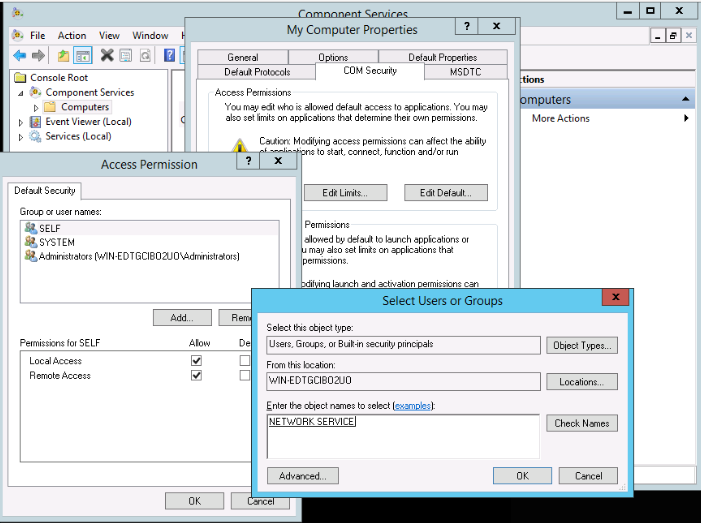 Component Services
File Action View Window
Console Root
Component Services
Computers
Event Viewer (Local)
Services (Local)
Actions
Computers
More Actions
My Computer Properties
?
X
General
Options
Default Properties
Default Protocols
COM Security
MSDTC
Access Permissions
You may edit who is allowed default access to applications. You may
also set limits on applications that determine their own permissions.
Caution: Modifying access permissions can affect the ability
of applications to start, connect, function and/or run
Edit Limits...
Edit Default...
Permissions
allowed by default to launch applications or
u may also set limits on applications that
permissions.
odifying launch and activation permissions can
Access Permission
?
X
Default Security
Group or user names:
SELF
SYSTEM
Administrators (WIN-EDTGCIBO2UO\Administrators)
Add...
Rem
Permissions for SELF
Allow
De
Local Access
Remote Access
OK
Cancel
Select Users or Groups
X
Select this object type:
Users, Groups, or Built-in security principals
Object Types...
From this location:
WIN-EDTGCIBO2UO
Locations...
Enter the object names to select (examples):
NETWORK SERVICE
Check Names
Advanced...
OK
Cancel